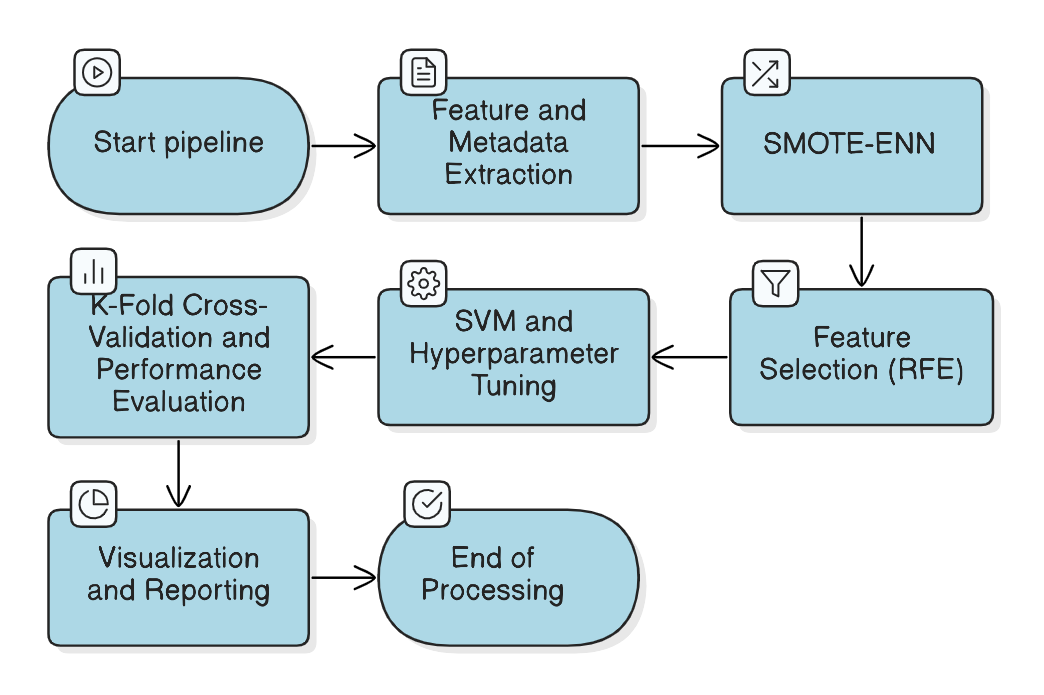 Start pipeline
Feature and
Metadata
Extraction
SMOTE-ENN
Feature
Selection (RFE)
SVM and
Hyperparameter
Tuning
K-Fold Cross-
Validation and
Performance
Evaluation
Visualization
and Reporting
End of
Processing